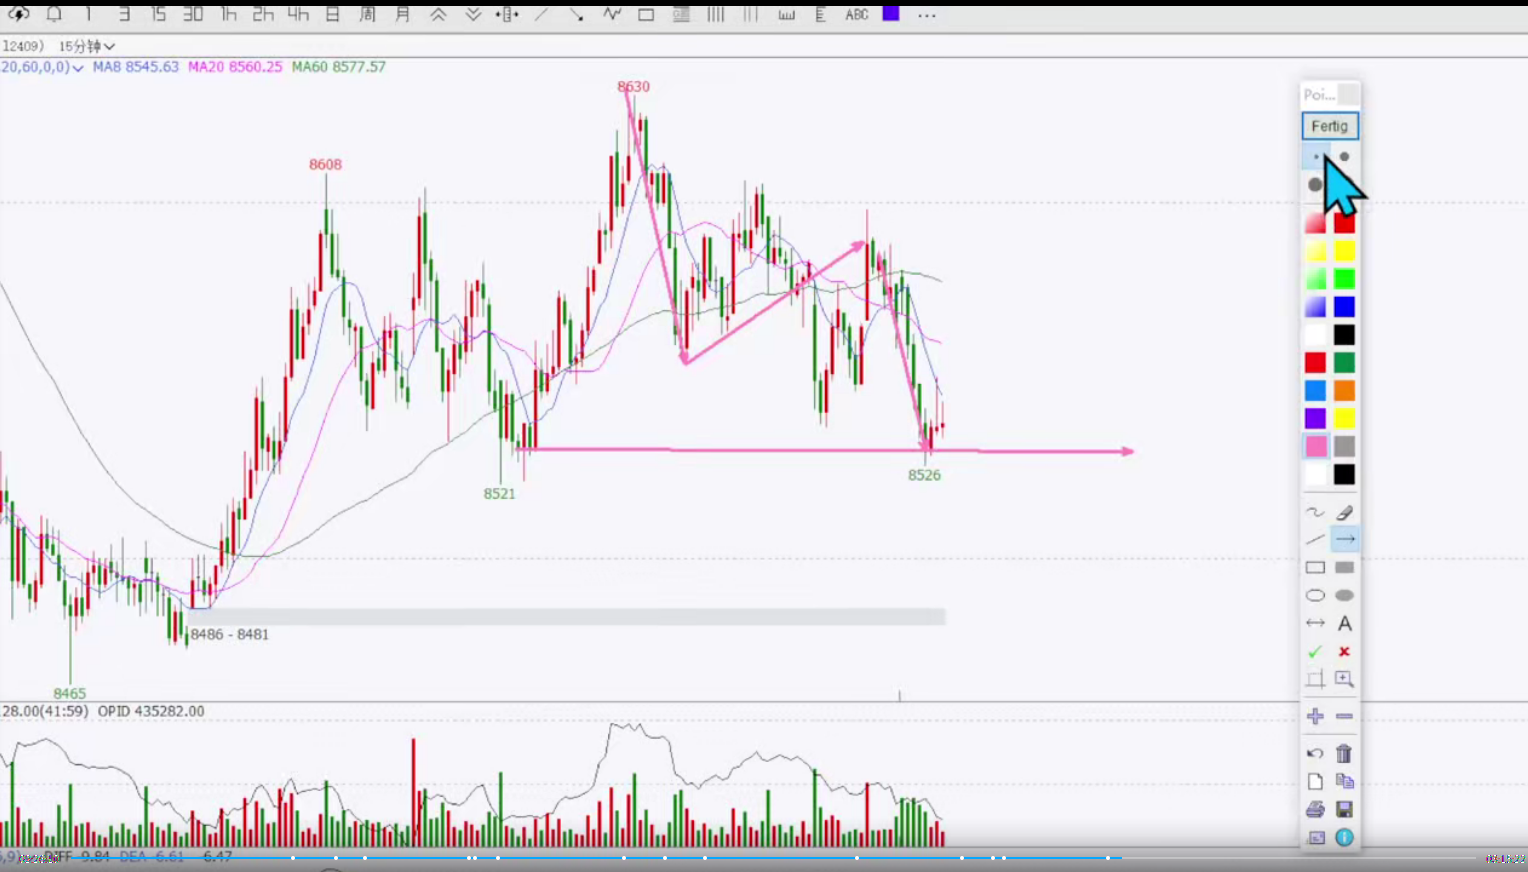 1 3 15 30 1h 2h 4h 日 周 月 ABC ...
l2409) 15分钟
20,60,0,0) MA8 8545.63 MA20 8560.25 MA60 8577.57
Poi...
Fertig
8630
8608
8526
8521
8486 - 8481
8465
A
28.00(41:59) OPID 435282.00
DIFF -9.84 DEA -6.61 -6.47